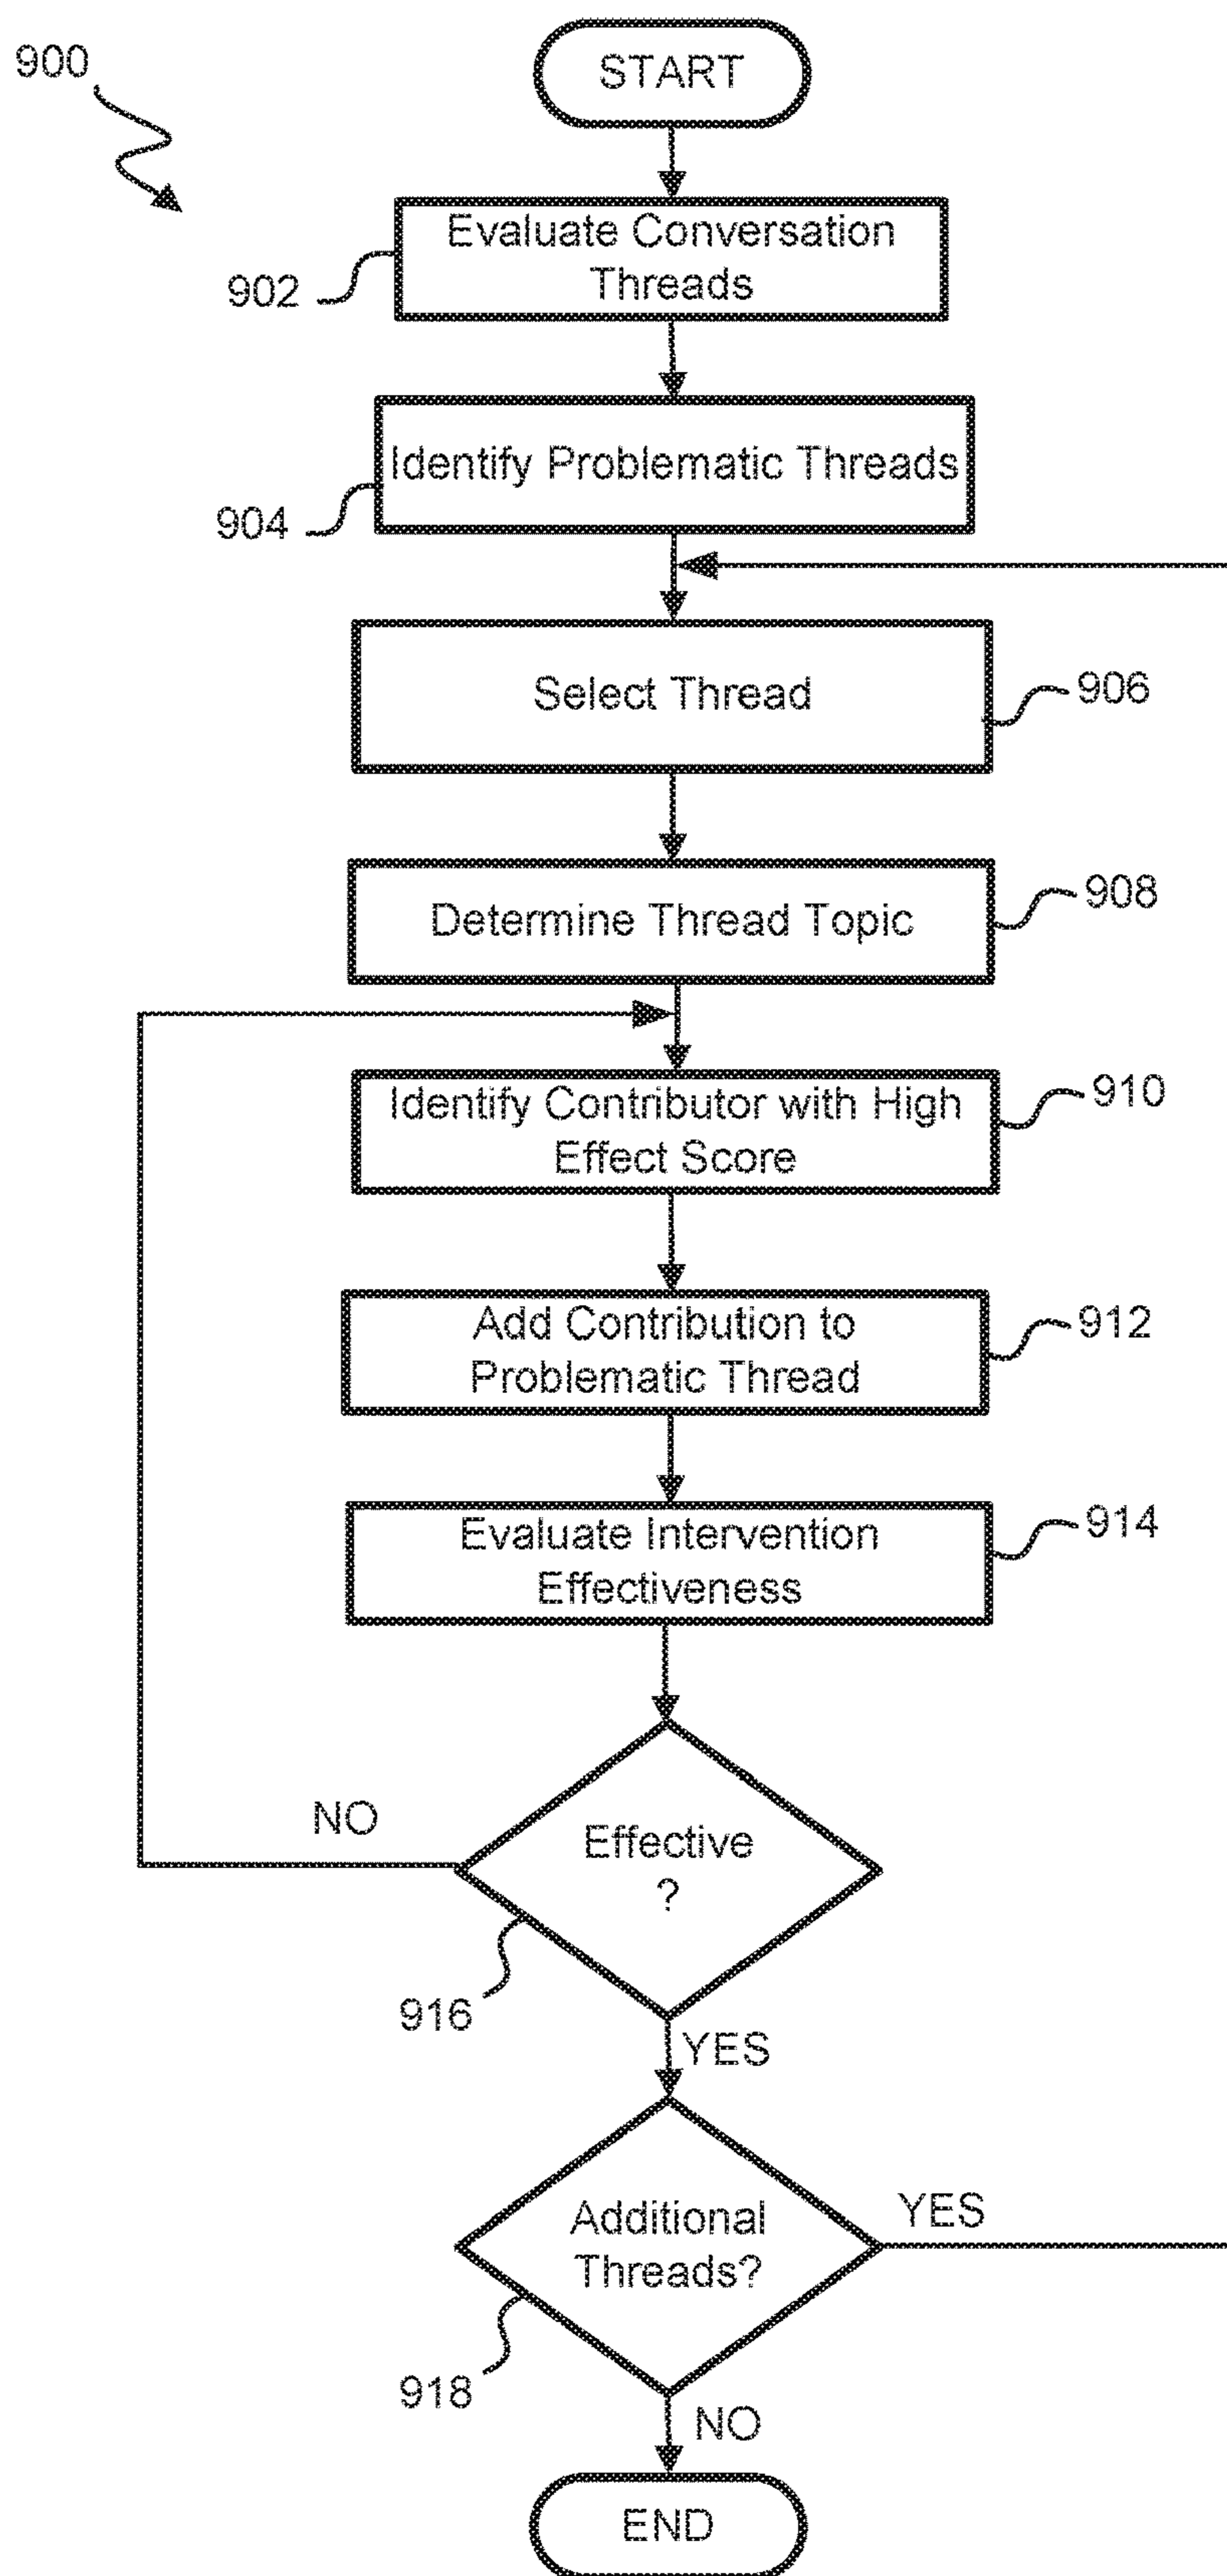 900
START
Evaluate Conversation
Threads
902
Identify Problematic Threads
904
Select Thread
906
Determine Thread Topic
908
Identify Contributor with High
Effect Score
910
Add Contribution to
Problematic Thread
912
Evaluate Intervention
Effectiveness
914
NO
Effective
?
916
YES
Additional
Threads?
YES
918
NO
END